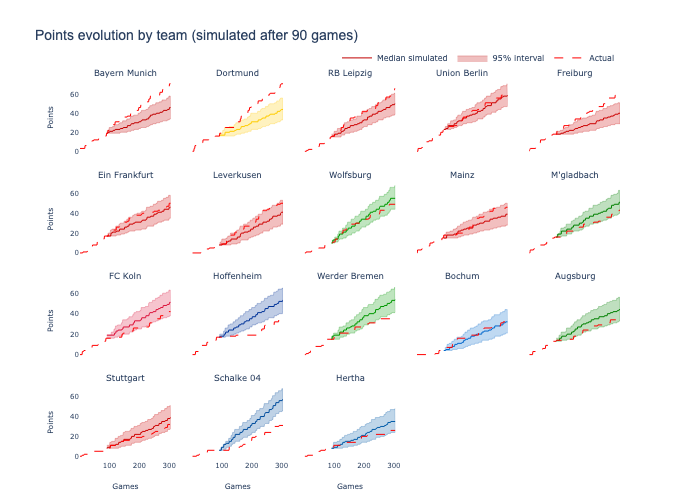 Points evolution by team (simulated after 90 games)
Median simulated 95% interval Actual
Bayern Munich Dortmund RB Leipzig Union Berlin Freiburg
60
40
20
0
Points
Ein Frankfurt Leverkusen Wolfsburg Mainz M'gladbach
60
40
20
0
Points
FC Koln Hoffenheim Werder Bremen Bochum Augsburg
60
40
20
0
Points
Stuttgart Schalke 04 Hertha
60
40
20
0
Points
100 200 300 100 200 300 100 200 300
Games Games Games